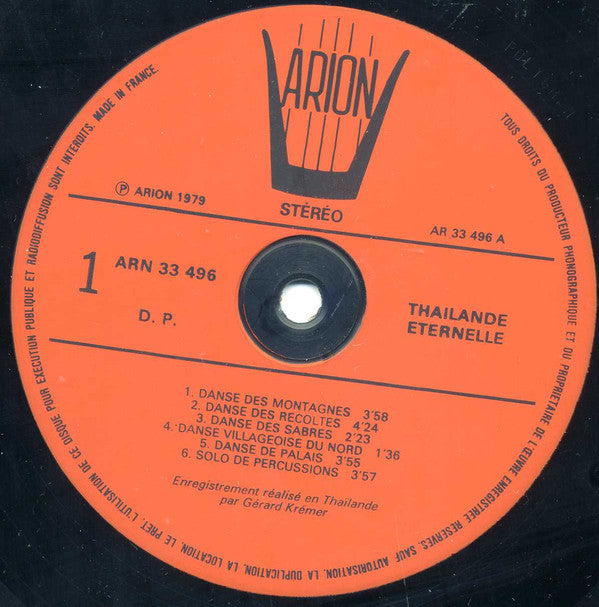 ARION
Ⓟ ARION 1979
STÉRÉO
AR 33 496 A
1
ARN 33 496
D. P.
THAILANDE
ETERNELLE
1. DANSE DES MONTAGNES 3'58
2. DANSE DES RECOLTES 4'24
3. DANSE DES SABRES 2'23
4. DANSE VILLAGEOISE DU NORD 1'36
5. DANSE DE PALAIS 3'55
6. SOLO DE PERCUSSIONS 3'57
Enregistrement réalisé en Thaïlande
par Gérard Krémer
TOUS DROITS DU PRODUCTEUR PHONOGRAPHIQUE ET DU PROPRIETAIRE DE L'ŒUVRE ENREGISTREE RESERVES. SAUF AUTORISATION, LA DUPLICATION, LA LOCATION, LE PRET, L'UTILISATION DE CE DISQUE POUR EXECUTION PUBLIQUE ET RADIODIFFUSION SONT INTERDITS. MADE IN FRANCE.